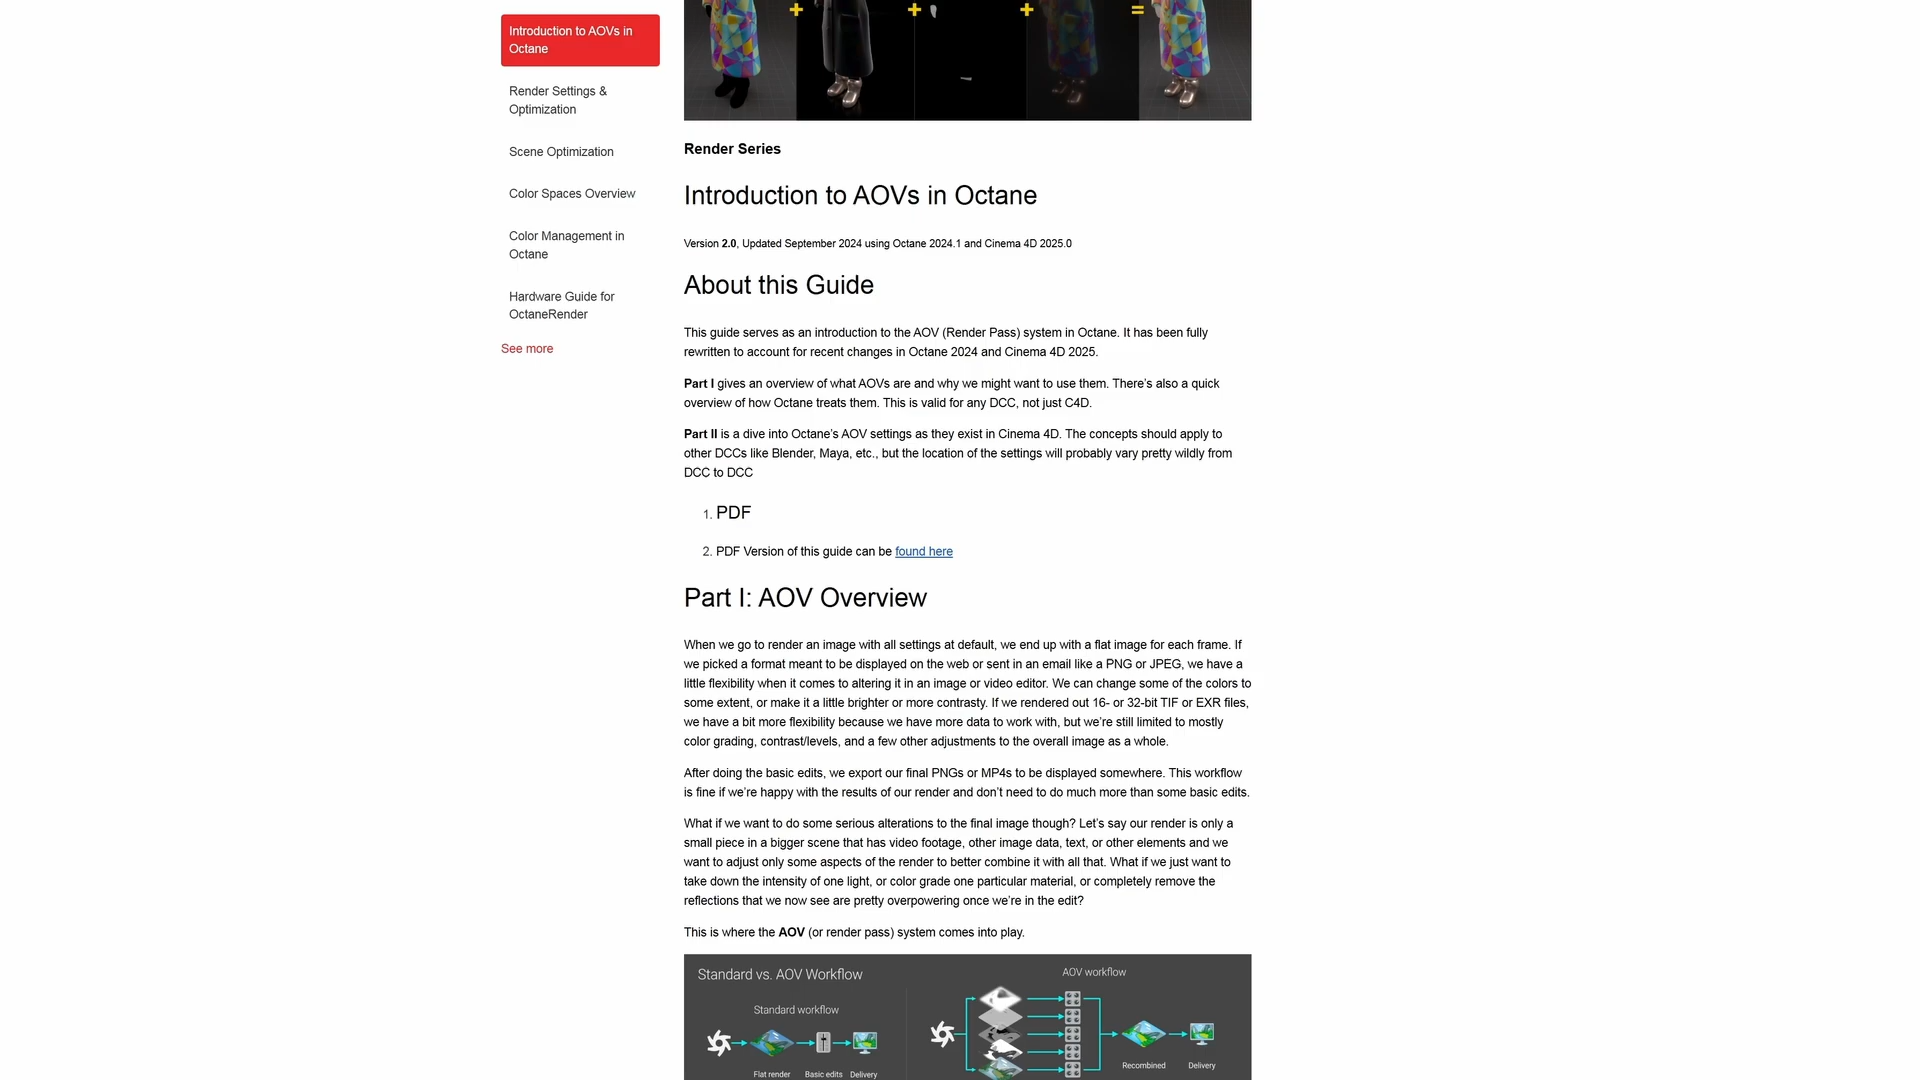 Introduction to AOVs in
Octane
Render Settings &
Optimization
Scene Optimization
Color Spaces Overview
Color Management in
Octane
Hardware Guide for
OctaneRender
See more
Render Series
Introduction to AOVs in Octane
Version 2.0, Updated September 2024 using Octane 2024.1 and Cinema 4D 2025.0
About this Guide
This guide serves as an introduction to the AOV (Render Pass) system in Octane. It has been fully
rewritten to account for recent changes in Octane 2024 and Cinema 4D 2025.
Part I gives an overview of what AOVs are and why we might want to use them. There’s also a quick
overview of how Octane treats them. This is valid for any DCC, not just C4D.
Part II is a dive into Octane’s AOV settings as they exist in Cinema 4D. The concepts should apply to
other DCCs like Blender, Maya, etc., but the location of the settings will probably vary pretty wildly from
DCC to DCC
1. PDF
2. PDF Version of this guide can be found here
Part I: AOV Overview
When we go to render an image with all settings at default, we end up with a flat image for each frame. If
we picked a format meant to be displayed on the web or sent in an email like a PNG or JPEG, we have a
little flexibility when it comes to altering it in an image or video editor. We can change some of the colors to
some extent, or make it a little brighter or more contrasty. If we rendered out 16- or 32-bit TIF or EXR files,
we have a bit more flexibility because we have more data to work with, but we’re still limited to mostly
color grading, contrast/levels, and a few other adjustments to the overall image as a whole.
After doing the basic edits, we export our final PNGs or MP4s to be displayed somewhere. This workflow
is fine if we’re happy with the results of our render and don’t need to do much more than some basic edits.
What if we want to do some serious alterations to the final image though? Let’s say our render is only a
small piece in a bigger scene that has video footage, other image data, text, or other elements and we
want to adjust only some aspects of the render to better combine it with all that. What if we just want to
take down the intensity of one light, or color grade one particular material, or completely remove the
reflections that we now see are pretty overpowering once we’re in the edit?
This is where the AOV (or render pass) system comes into play.
Standard vs. AOV Workflow
Standard workflow
Flat render Basic edits Delivery
AOV workflow
Recombined Delivery